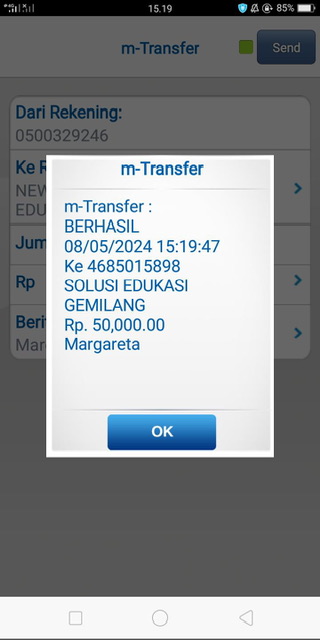 15.19
85%
m-Transfer
Send
Dari Rekening:
0500329246
Ke R
NEW
EDU
Jum
Rp
Beri
Mar
m-Transfer
m-Transfer :
BERHASIL
08/05/2024 15:19:47
Ke 4685015898
SOLUSI EDUKASI
GEMILANG
Rp. 50,000.00
Margareta
OK